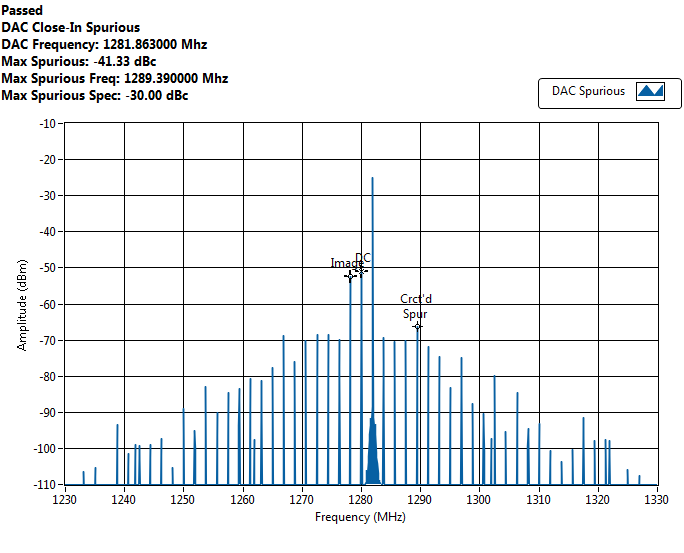 Passed
DAC Close-In Spurious
DAC Frequency: 1281.863000 Mhz
Max Spurious: -41.33 dBc
Max Spurious Freq: 1289.390000 Mhz
Max Spurious Spec: -30.00 dBc
DAC Spurious
-10
-20
-30
-40
-50
-60
-70
-80
-90
-100
-110
Amplitude (dBm)
Image
DC
Crct'd
Spur
1230
1240
1250
1260
1270
1280
1290
1300
1310
1320
1330
Frequency (MHz)